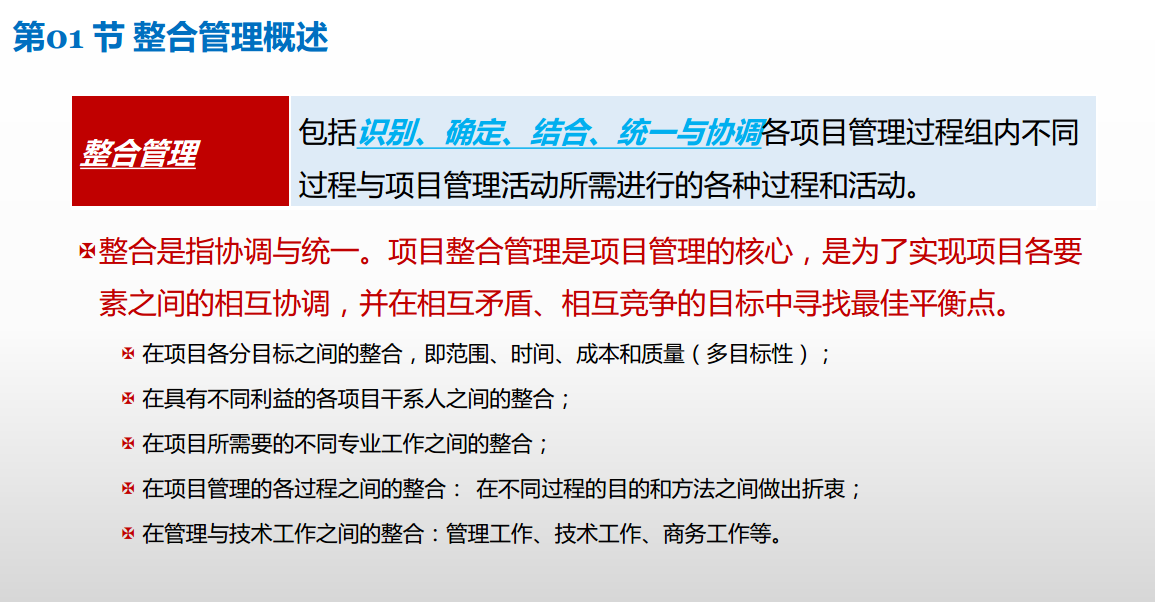 第01 节 整合管理概述
整合管理
包括识别、确定、结合、统一与协调各项目管理过程组内不同
过程与项目管理活动所需进行的各种过程和活动。
整合是指协调与统一。项目整合管理是项目管理的核心，是为了实现项目各要
素之间的相互协调，并在相互矛盾、相互竞争的目标中寻找最佳平衡点。
在项目各分目标之间的整合，即范围、时间、成本和质量（多目标性）；
在具有不同利益的各项目干系人之间的整合；
在项目所需要的不同专业工作之间的整合；
在项目管理的各过程之间的整合： 在不同过程的目的和方法之间做出折衷；
在管理与技术工作之间的整合：管理工作、技术工作、商务工作等。